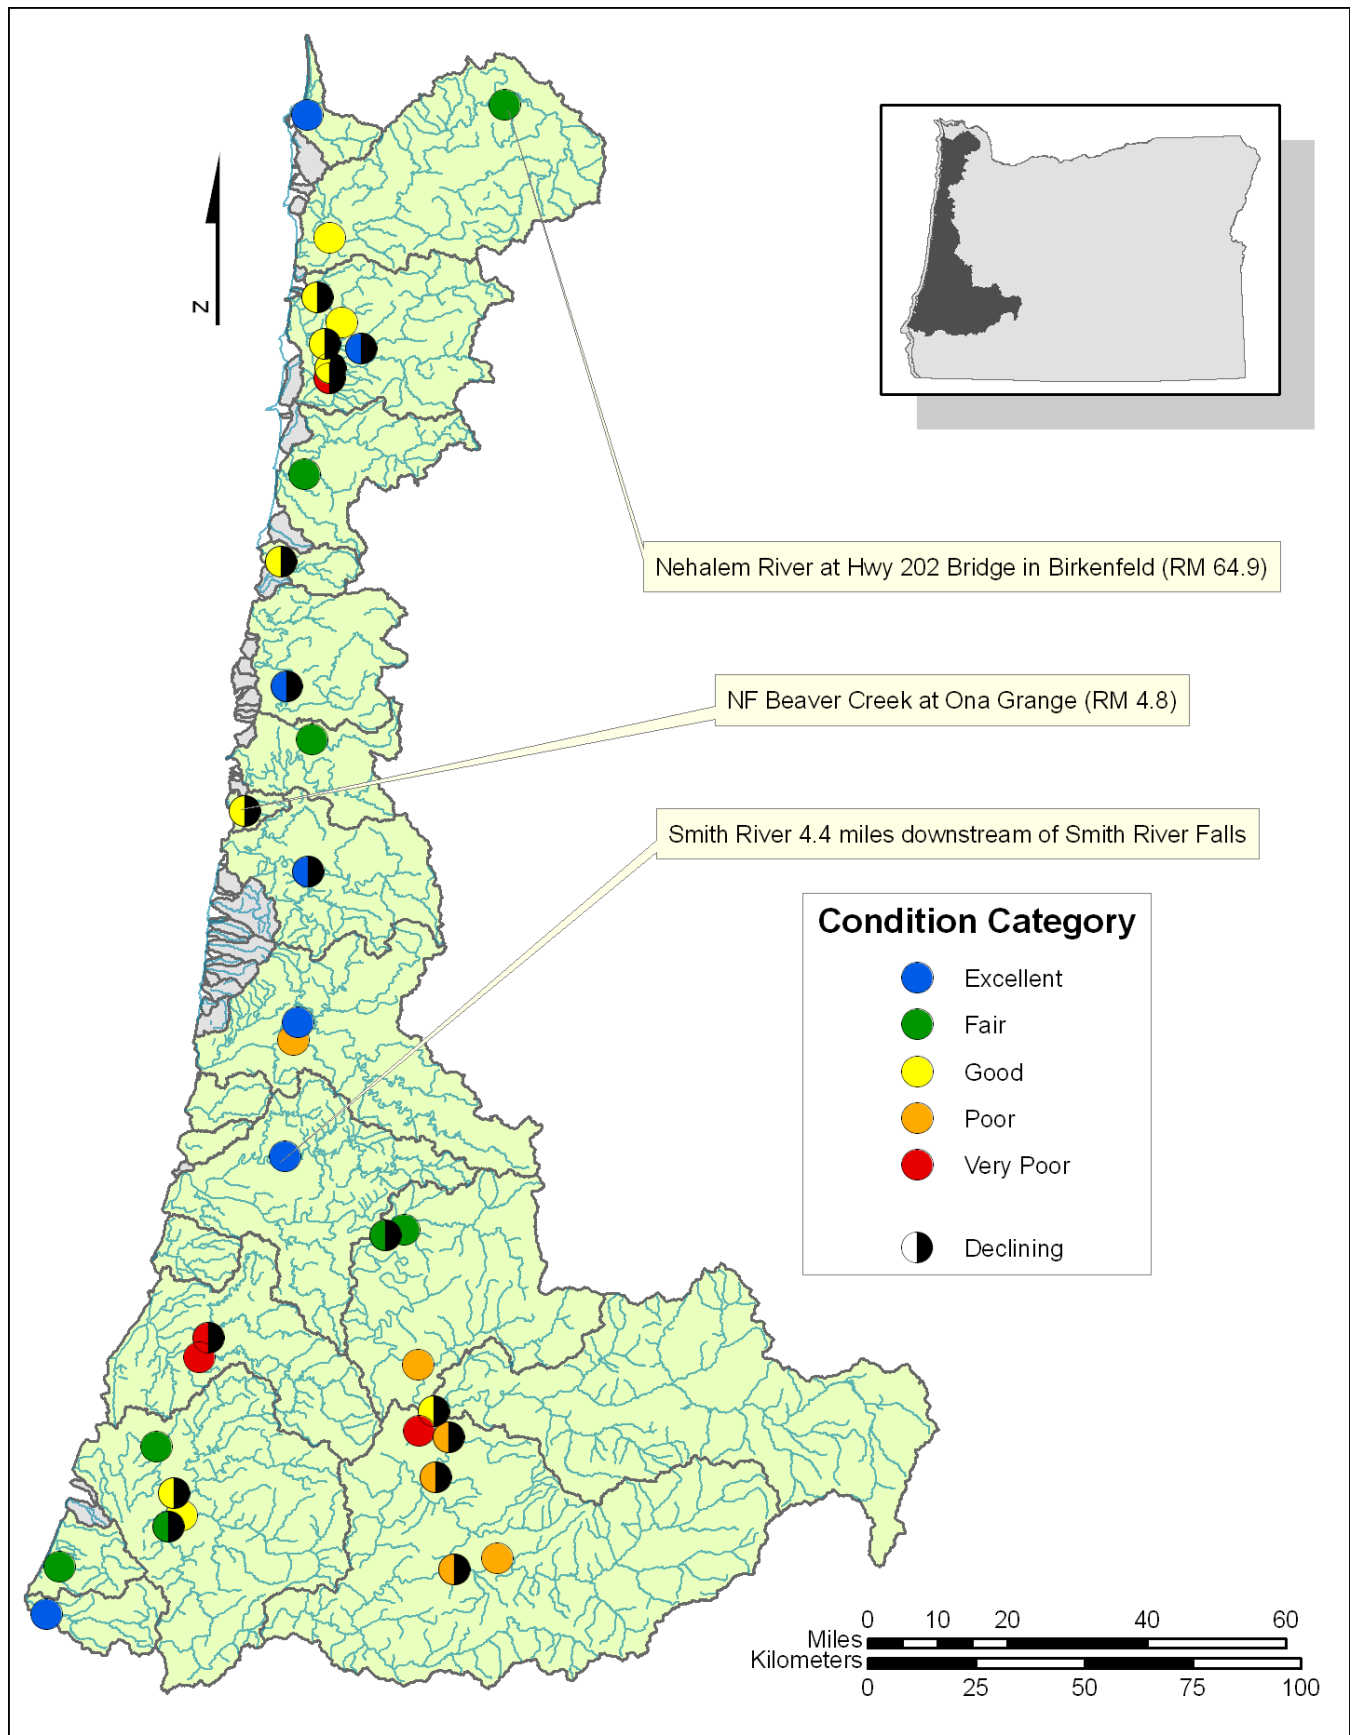 N
Nehalem River at Hwy 202 Bridge in Birkenfeld (RM 64.9)
NF Beaver Creek at Ona Grange (RM 4.8)
Smith River 4.4 miles downstream of Smith River Falls
Condition Category
Excellent
Fair
Good
Poor
Very Poor
Declining
0 10 20 40 60
Miles
Kilometers
0 25 50 75 100